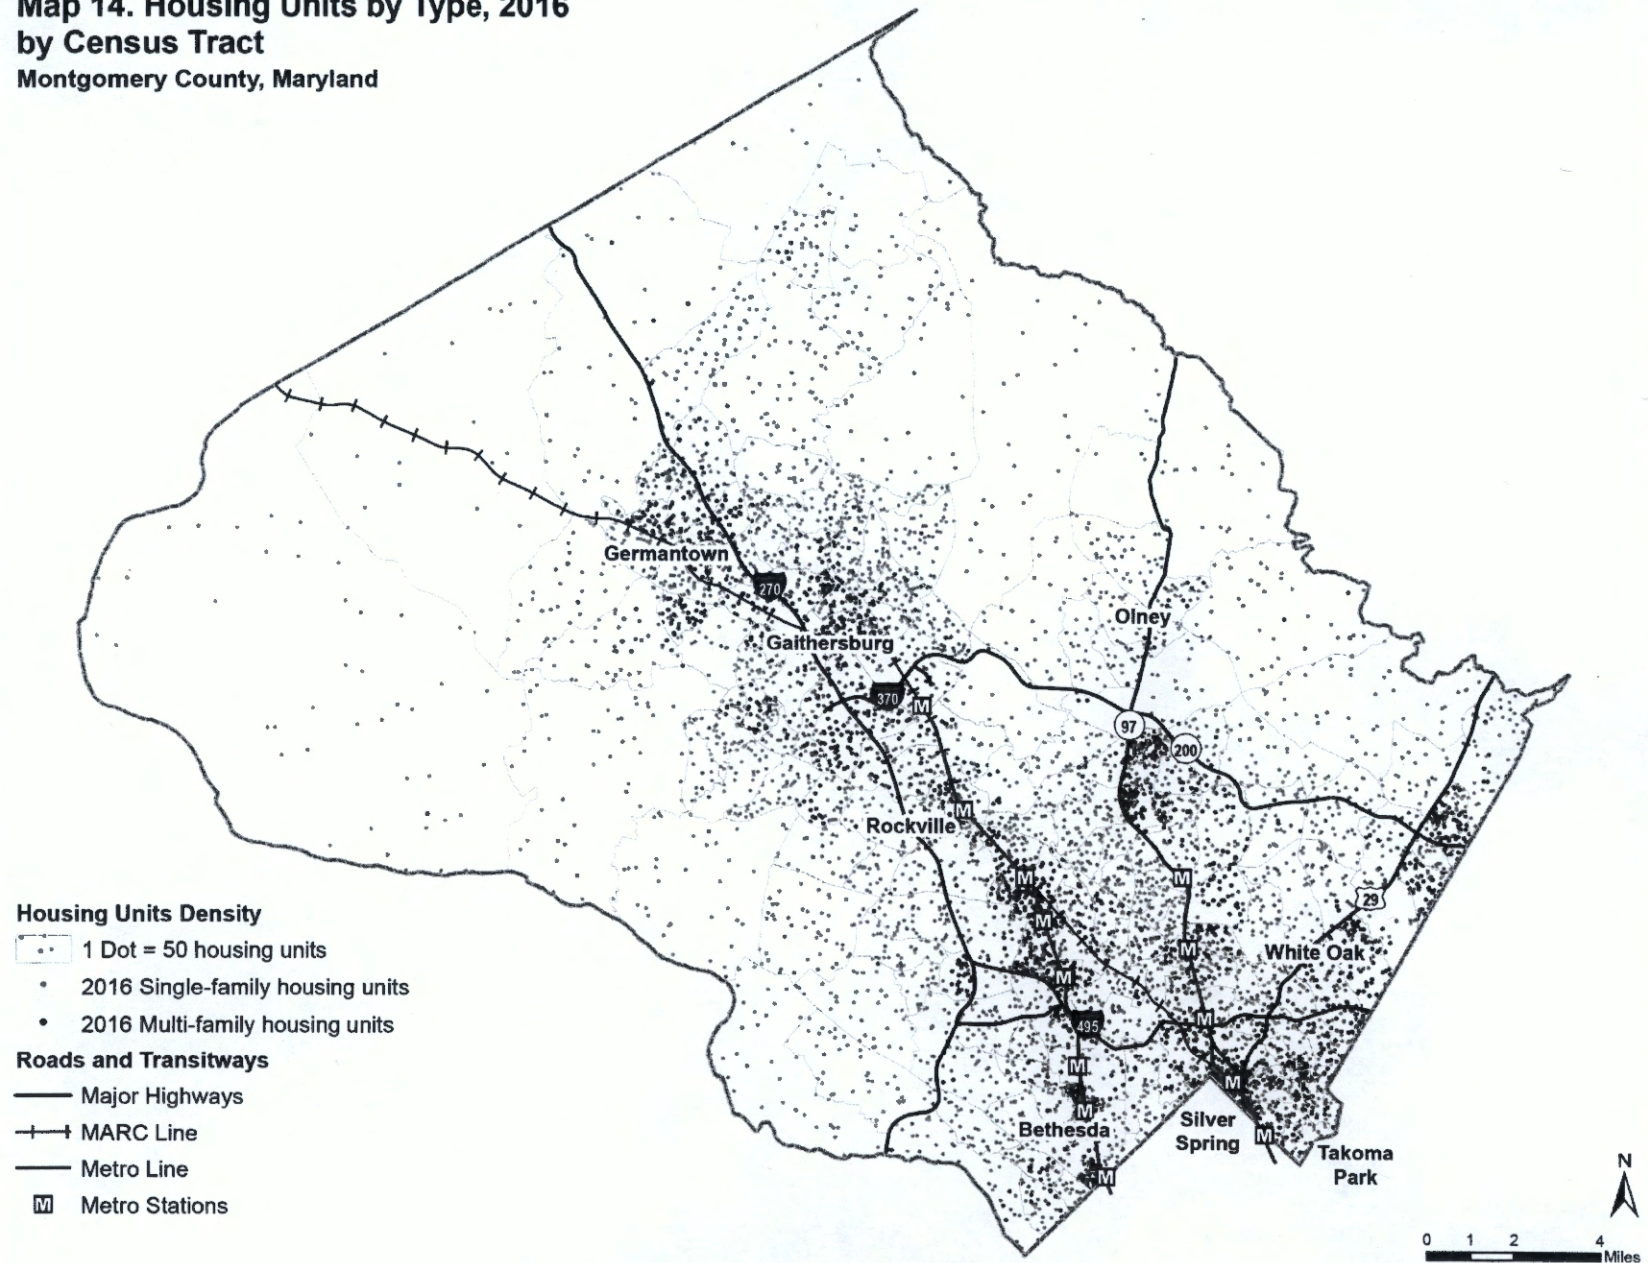 Map 14. Housing Units by Type, 2016
by Census Tract
Montgomery County, Maryland
Germantown
270
Gaithersburg
Olney
370
M
97
200
M
Rockville
M
M
29
M
M
White Oak
M
M
495
M
M
M
Bethesda
Silver
Spring
M
Takoma
Park
M
Housing Units Density
1 Dot = 50 housing units
2016 Single-family housing units
2016 Multi-family housing units
Roads and Transitways
Major Highways
MARC Line
Metro Line
M Metro Stations
N
0 1 2 4
Miles